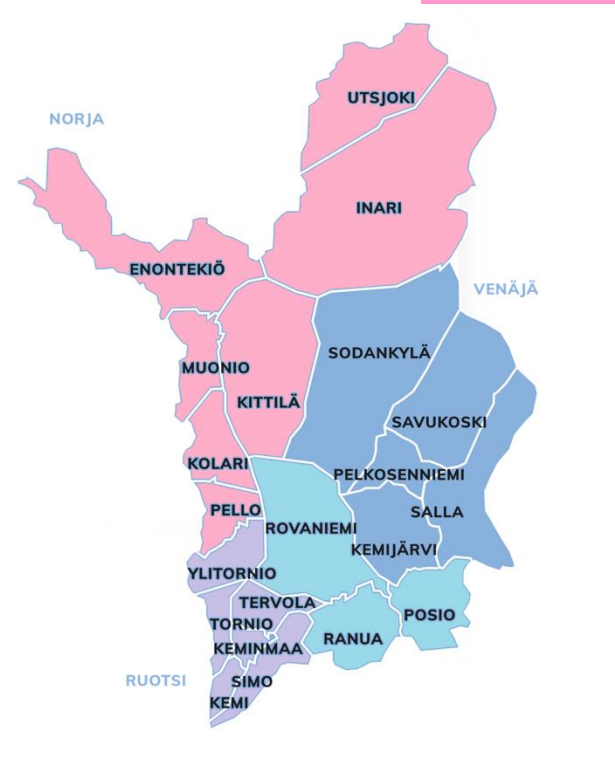 UTSJOKI
NORJA
INARI
ENONTEKIÖ
VENÄJÄ
SODANKYLÄ
MUONIO
KITTILÄ
SAVUKOSKI
KOLARI
PELKOSENNIEMI
PELLO
SALLA
ROVANIEMI
KEMIJÄRVI
YLITORNIO
TERVOLA
POSIO
TORNIO
RANUA
KEMINMAA
RUOTSI
SIMO
KEMI